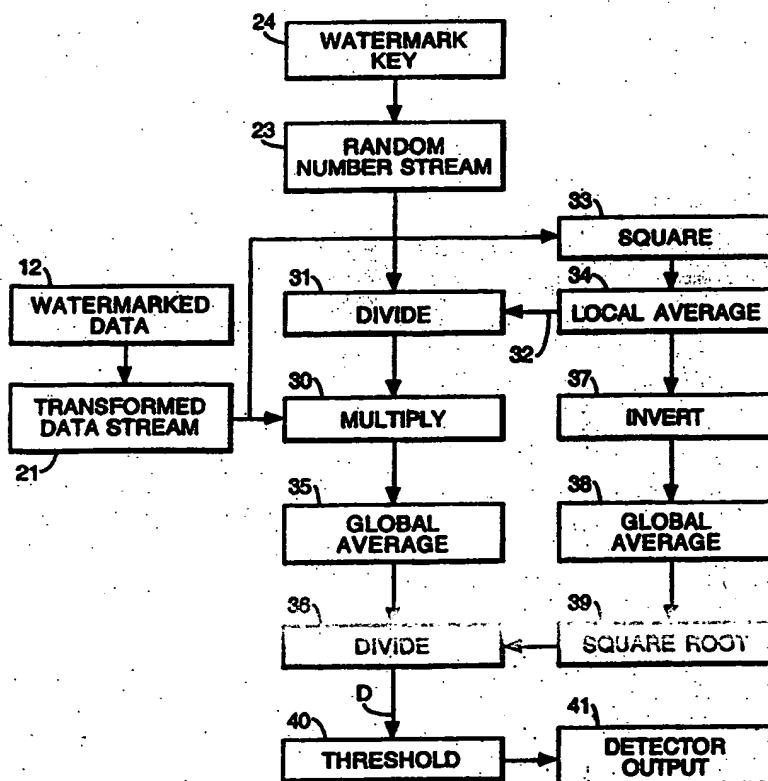 24
WATERMARK
KEY
23
RANDOM
NUMBER STREAM
33
SQUARE
12
WATERMARKED
DATA
31
DIVIDE
34
LOCAL AVERAGE
32
TRANSFORMED
DATA STREAM
21
30
MULTIPLY
37
INVERT
35
GLOBAL
AVERAGE
38
GLOBAL
AVERAGE
36
DIVIDE
39
SQUARE ROOT
D
40
THRESHOLD
41
DETECTOR
OUTPUT